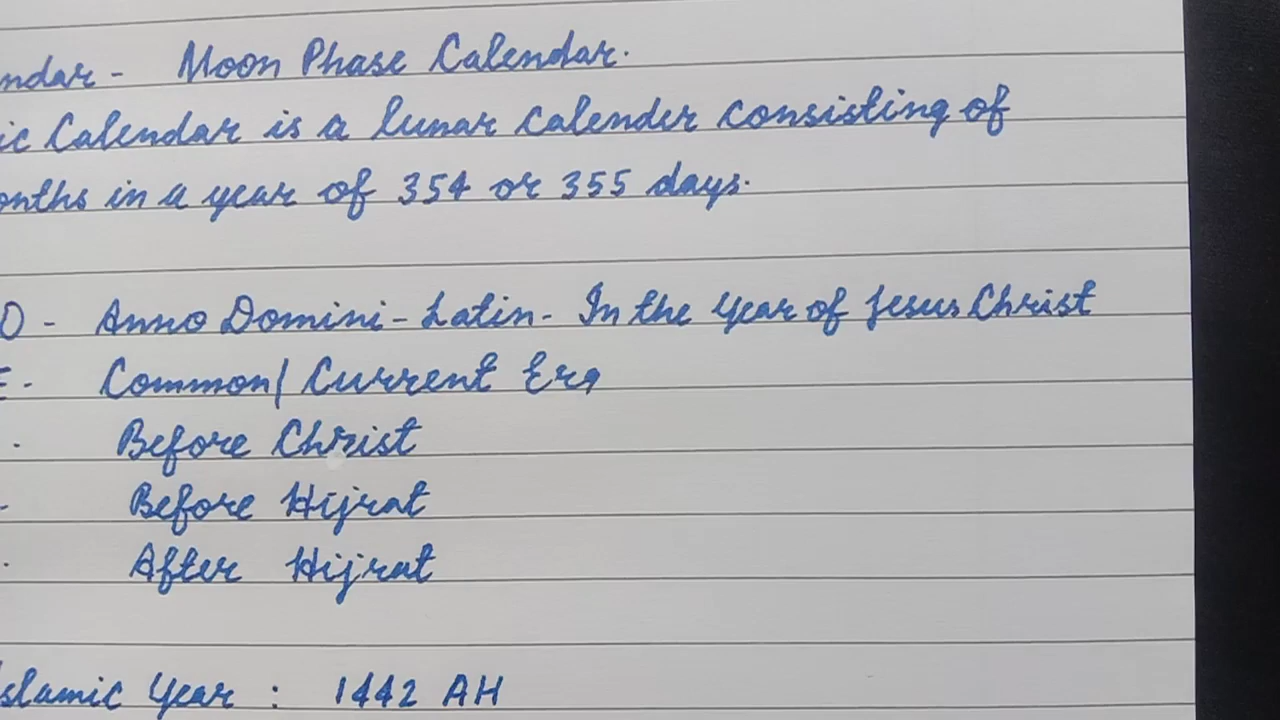 ndar - Moon Phase Calendar.
ic Calendar is a lunar calender consisting of
onths in a year of 354 or 355 days.
D - Anno Domini - Latin - In the Year of Jesus Christ
E - Common/ Current Era
- Before Christ
- Before Hijrat
- After Hijrat
slamic Year : 1442 AH